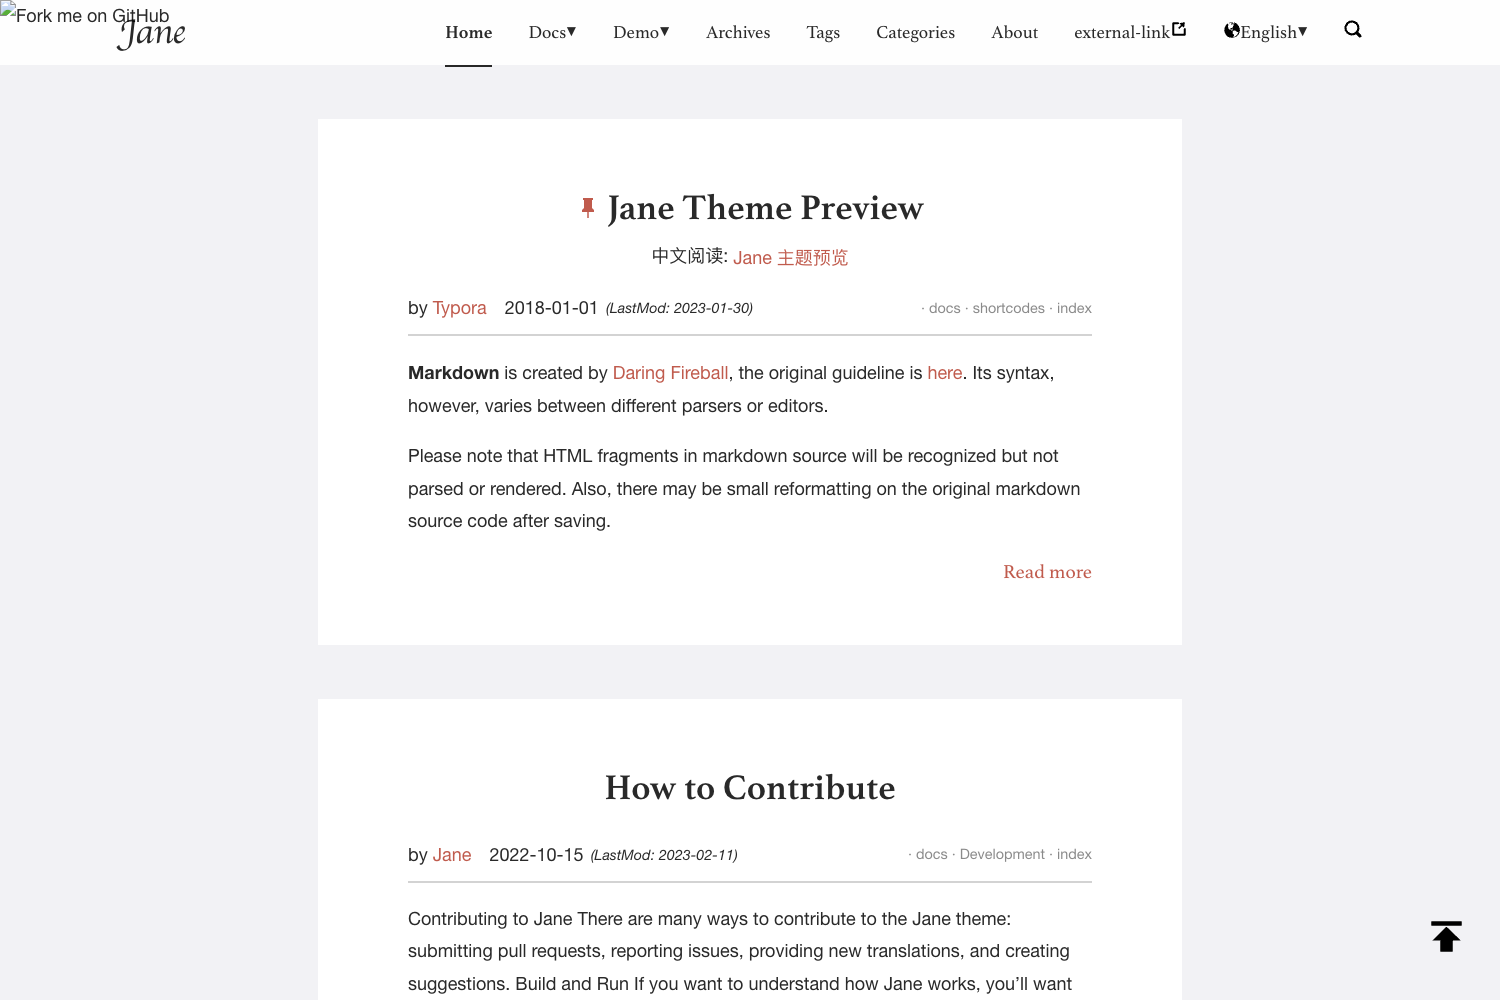 Fork me on GitHub
Jane
Home Docs▾ Demo▾ Archives Tags Categories About external-link English▾
Jane Theme Preview
中文阅读: Jane 主题预览
by Typora 2018-01-01 (LastMod: 2023-01-30) · docs · shortcodes · index
Markdown is created by Daring Fireball, the original guideline is here. Its syntax,
however, varies between different parsers or editors.
Please note that HTML fragments in markdown source will be recognized but not
parsed or rendered. Also, there may be small reformatting on the original markdown
source code after saving.
Read more
How to Contribute
by Jane 2022-10-15 (LastMod: 2023-02-11) · docs · Development · index
Contributing to Jane There are many ways to contribute to the Jane theme:
submitting pull requests, reporting issues, providing new translations, and creating
suggestions. Build and Run If you want to understand how Jane works, you’ll want